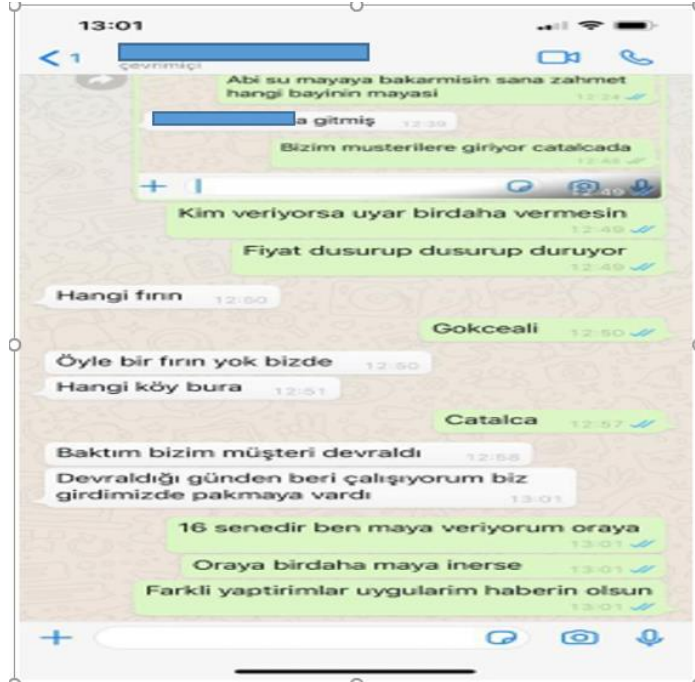 13:01
1
çevrimiçi
Abi su mayaya bakarmisin sana zahmet
hangi bayinin mayasi
12:24
a gitmiş 12:39
Bizim musterilere giriyor catalcada
12:48
12:49
Kim veriyorsa uyar birdaha vermesin
12:49
Fiyat dusurup dusurup duruyor
12:49
Hangi fırın 12:50
Gokceali 12:50
Öyle bir fırın yok bizde 12:50
Hangi köy bura 12:51
Catalca 12:57
Baktım bizim müşteri devraldı 12:58
Devraldığı günden beri çalışıyorum biz
girdimizde pakmaya vardı 13:01
16 senedir ben maya veriyorum oraya
13:01
Oraya birdaha maya inerse 13:01
Farkli yaptirimlar uygularim haberin olsun
13:01